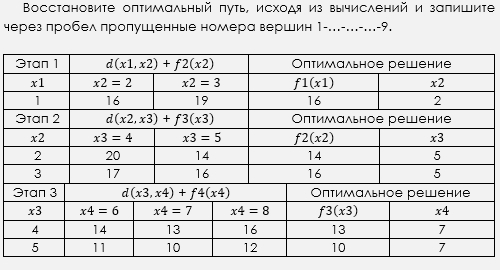 Восстановите оптимальный путь, исходя из вычислений и запишите
через пробел пропущенные номера вершин 1-...-...-...-9.
Этап 1 d(x1,x2) + f2(x2) Оптимальное решение
x1 x2 = 2 x2 = 3 f1(x1) x2
1 16 19 16 2
Этап 2 d(x2,x3) + f3(x3) Оптимальное решение
x2 x3 = 4 x3 = 5 f2(x2) x3
2 20 14 14 5
3 17 16 16 5
Этап 3 d(x3,x4) + f4(x4) Оптимальное решение
x3 x4 = 6 x4 = 7 x4 = 8 f3(x3) x4
4 14 13 16 13 7
5 11 10 12 10 7